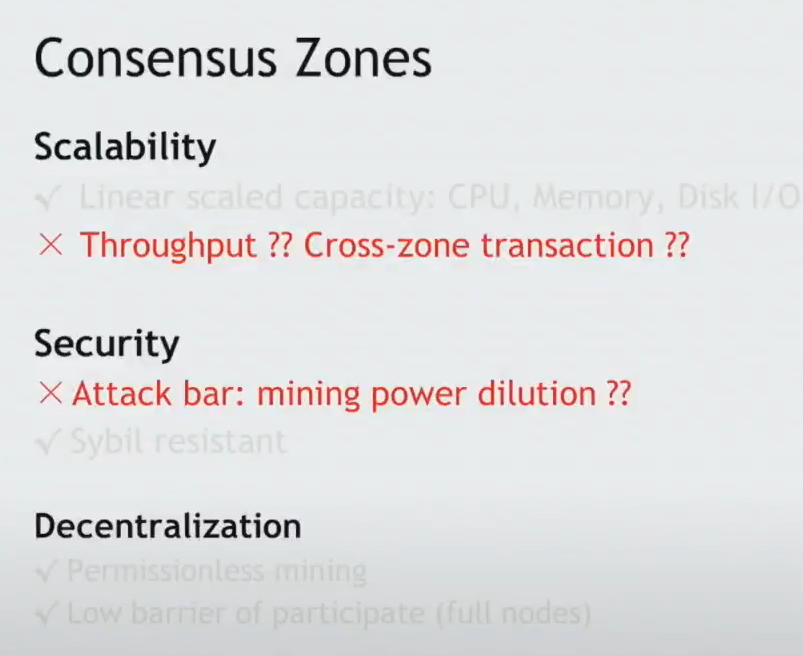 Consensus Zones
Scalability
✓ Linear scaled capacity: CPU, Memory, Disk I/O
× Throughput ?? Cross-zone transaction ??
Security
× Attack bar: mining power dilution ??
✓ Sybil resistant
Decentralization
✓ Permissionless mining
✓ Low barrier of participate (full nodes)